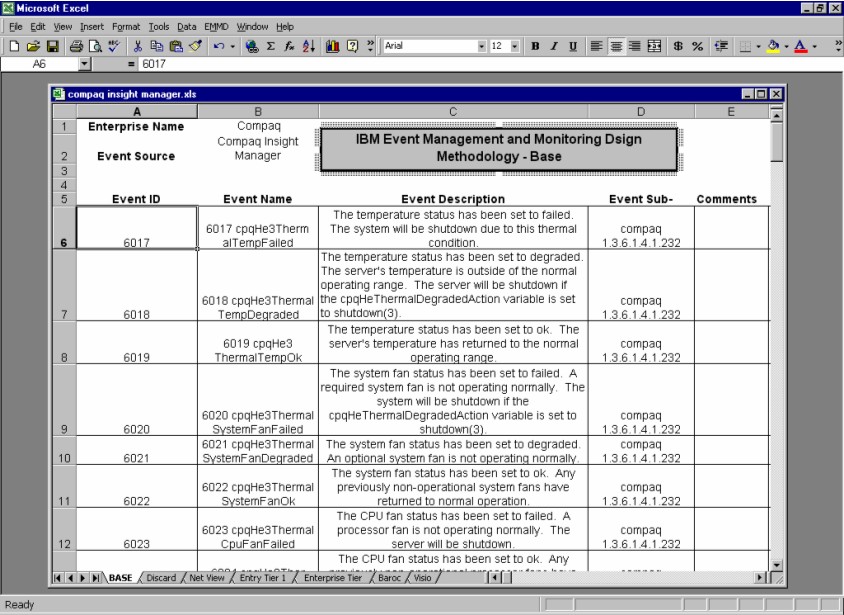 Microsoft Excel
File Edit View Insert Format Tools Data EMMD Window Help
Arial 12 B I U $ %
A6 = 6017
compaq insight manager.xls
A B C D E
1 Enterprise Name Compaq
IBM Event Management and Monitoring Dsign
Methodology - Base
2 Event Source Compaq Insight
Manager
3
4
5 Event ID Event Name Event Description Event Sub- Comments
6 6017 6017 cpqHe3Therm
alTempFailed
The temperature status has been set to failed.
The system will be shutdown due to this thermal
condition.
compaq
1.3.6.1.4.1.232
7 6018 6018 cpqHe3Thermal
TempDegraded
The temperature status has been set to degraded.
The server's temperature is outside of the normal
operating range. The server will be shutdown if
the cpqHeThermalDegradedAction variable is set
to shutdown(3).
compaq
1.3.6.1.4.1.232
8 6019 6019 cpqHe3
ThermalTempOk
The temperature status has been set to ok. The
server's temperature has returned to the normal
operating range.
compaq
1.3.6.1.4.1.232
9 6020 6020 cpqHe3Thermal
SystemFanFailed
The system fan status has been set to failed. A
required system fan is not operating normally. The
system will be shutdown if the
cpqHeThermalDegradedAction variable is set to
shutdown(3).
compaq
1.3.6.1.4.1.232
10 6021 6021 cpqHe3Thermal
SystemFanDegraded
The system fan status has been set to degraded.
An optional system fan is not operating normally.
compaq
1.3.6.1.4.1.232
11 6022 6022 cpqHe3Thermal
SystemFanOk
The system fan status has been set to ok. Any
previously non-operational system fans have
returned to normal operation.
compaq
1.3.6.1.4.1.232
12 6023 6023 cpqHe3Thermal
CpuFanFailed
The CPU fan status has been set to failed. A
processor fan is not operating normally. The
server will be shutdown.
compaq
1.3.6.1.4.1.232
The CPU fan status has been set to ok. Any
BASE Discard Net View Entry Tier 1 Enterprise Tier Baroc Visio
Ready